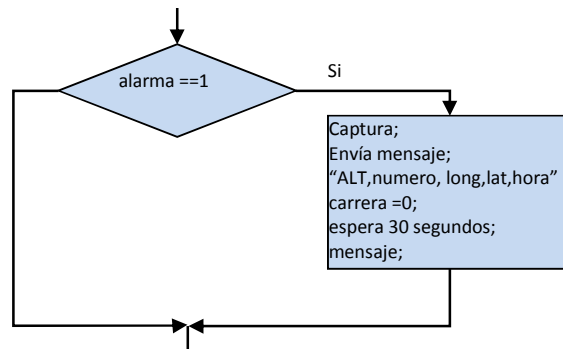 alarma ==1
Si
Captura;
Envía mensaje;
“ALT,numero, long,lat,hora”
carrera =0;
espera 30 segundos;
mensaje;